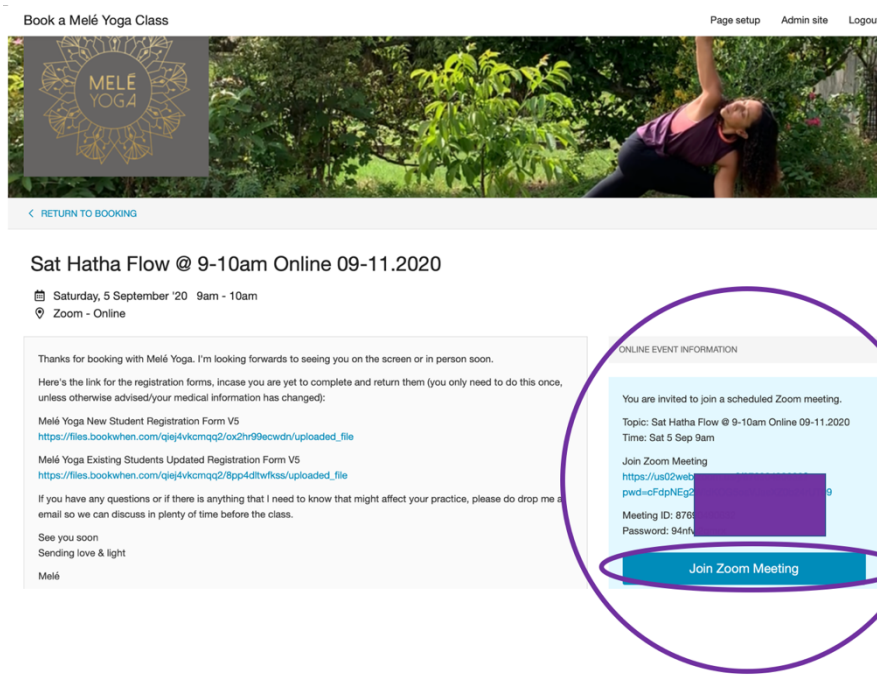 Book a Melé Yoga Class
Page setup Admin site Logout
MELÉ
YOGA
RETURN TO BOOKING
Sat Hatha Flow @ 9-10am Online 09-11.2020
Saturday, 5 September '20 9am - 10am
Zoom - Online
Thanks for booking with Melé Yoga. I'm looking forwards to seeing you on the screen or in person soon.
Here's the link for the registration forms, incase you are yet to complete and return them (you only need to do this once,
unless otherwise advised/your medical information has changed):
Melé Yoga New Student Registration Form V5
https://files.bookwhen.com/qiej4vkcmqq2/ox2hr99ecwdn/uploaded_file
Melé Yoga Existing Students Updated Registration Form V5
https://files.bookwhen.com/qiej4vkcmqq2/8pp4dltwfkss/uploaded_file
If you have any questions or if there is anything that I need to know that might affect your practice, please do drop me a
email so we can discuss in plenty of time before the class.
See you soon
Sending love & light
Melé
ONLINE EVENT INFORMATION
You are invited to join a scheduled Zoom meeting.
Topic: Sat Hatha Flow @ 9-10am Online 09-11.2020
Time: Sat 5 Sep 9am
Join Zoom Meeting
https://us02web
pwd=cFdpNEg2
Meeting ID: 876
Password: 94nf
Join Zoom Meeting